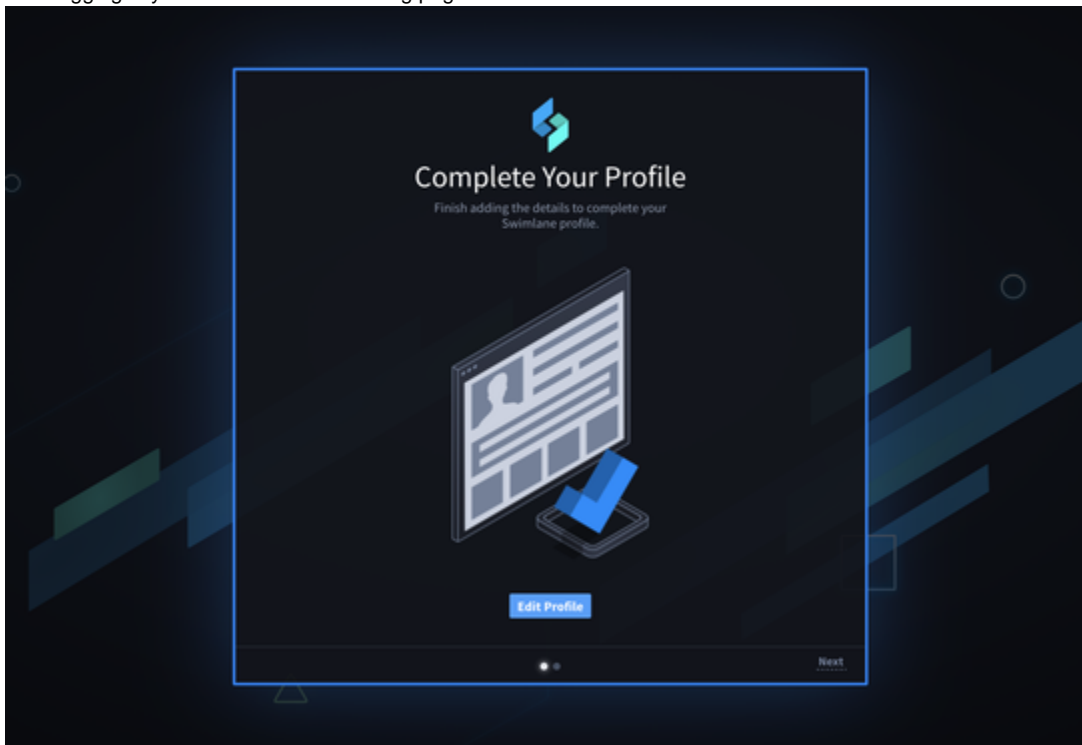 Complete Your Profile
Finish adding the details to complete your
Swimlane profile.
Edit Profile
Next